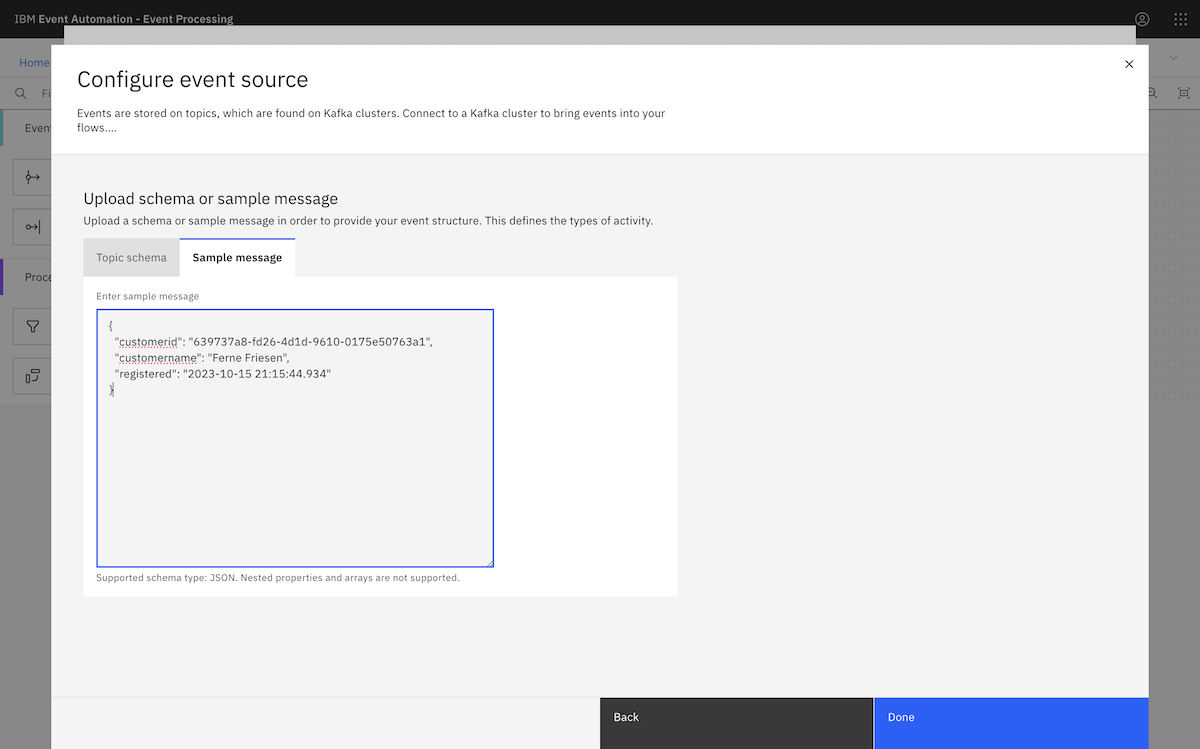 IBM Event Automation - Event Processing
Home
Configure event source
Events are stored on topics, which are found on Kafka clusters. Connect to a Kafka cluster to bring events into your
flows....
Upload schema or sample message
Upload a schema or sample message in order to provide your event structure. This defines the types of activity.
Topic schema
Sample message
Enter sample message
{
"customerid": "639737a8-fd26-4d1d-9610-0175e50763a1",
"customername": "Ferne Friesen",
"registered": "2023-10-15 21:15:44.934"
}
Supported schema type: JSON. Nested properties and arrays are not supported.
Back
Done